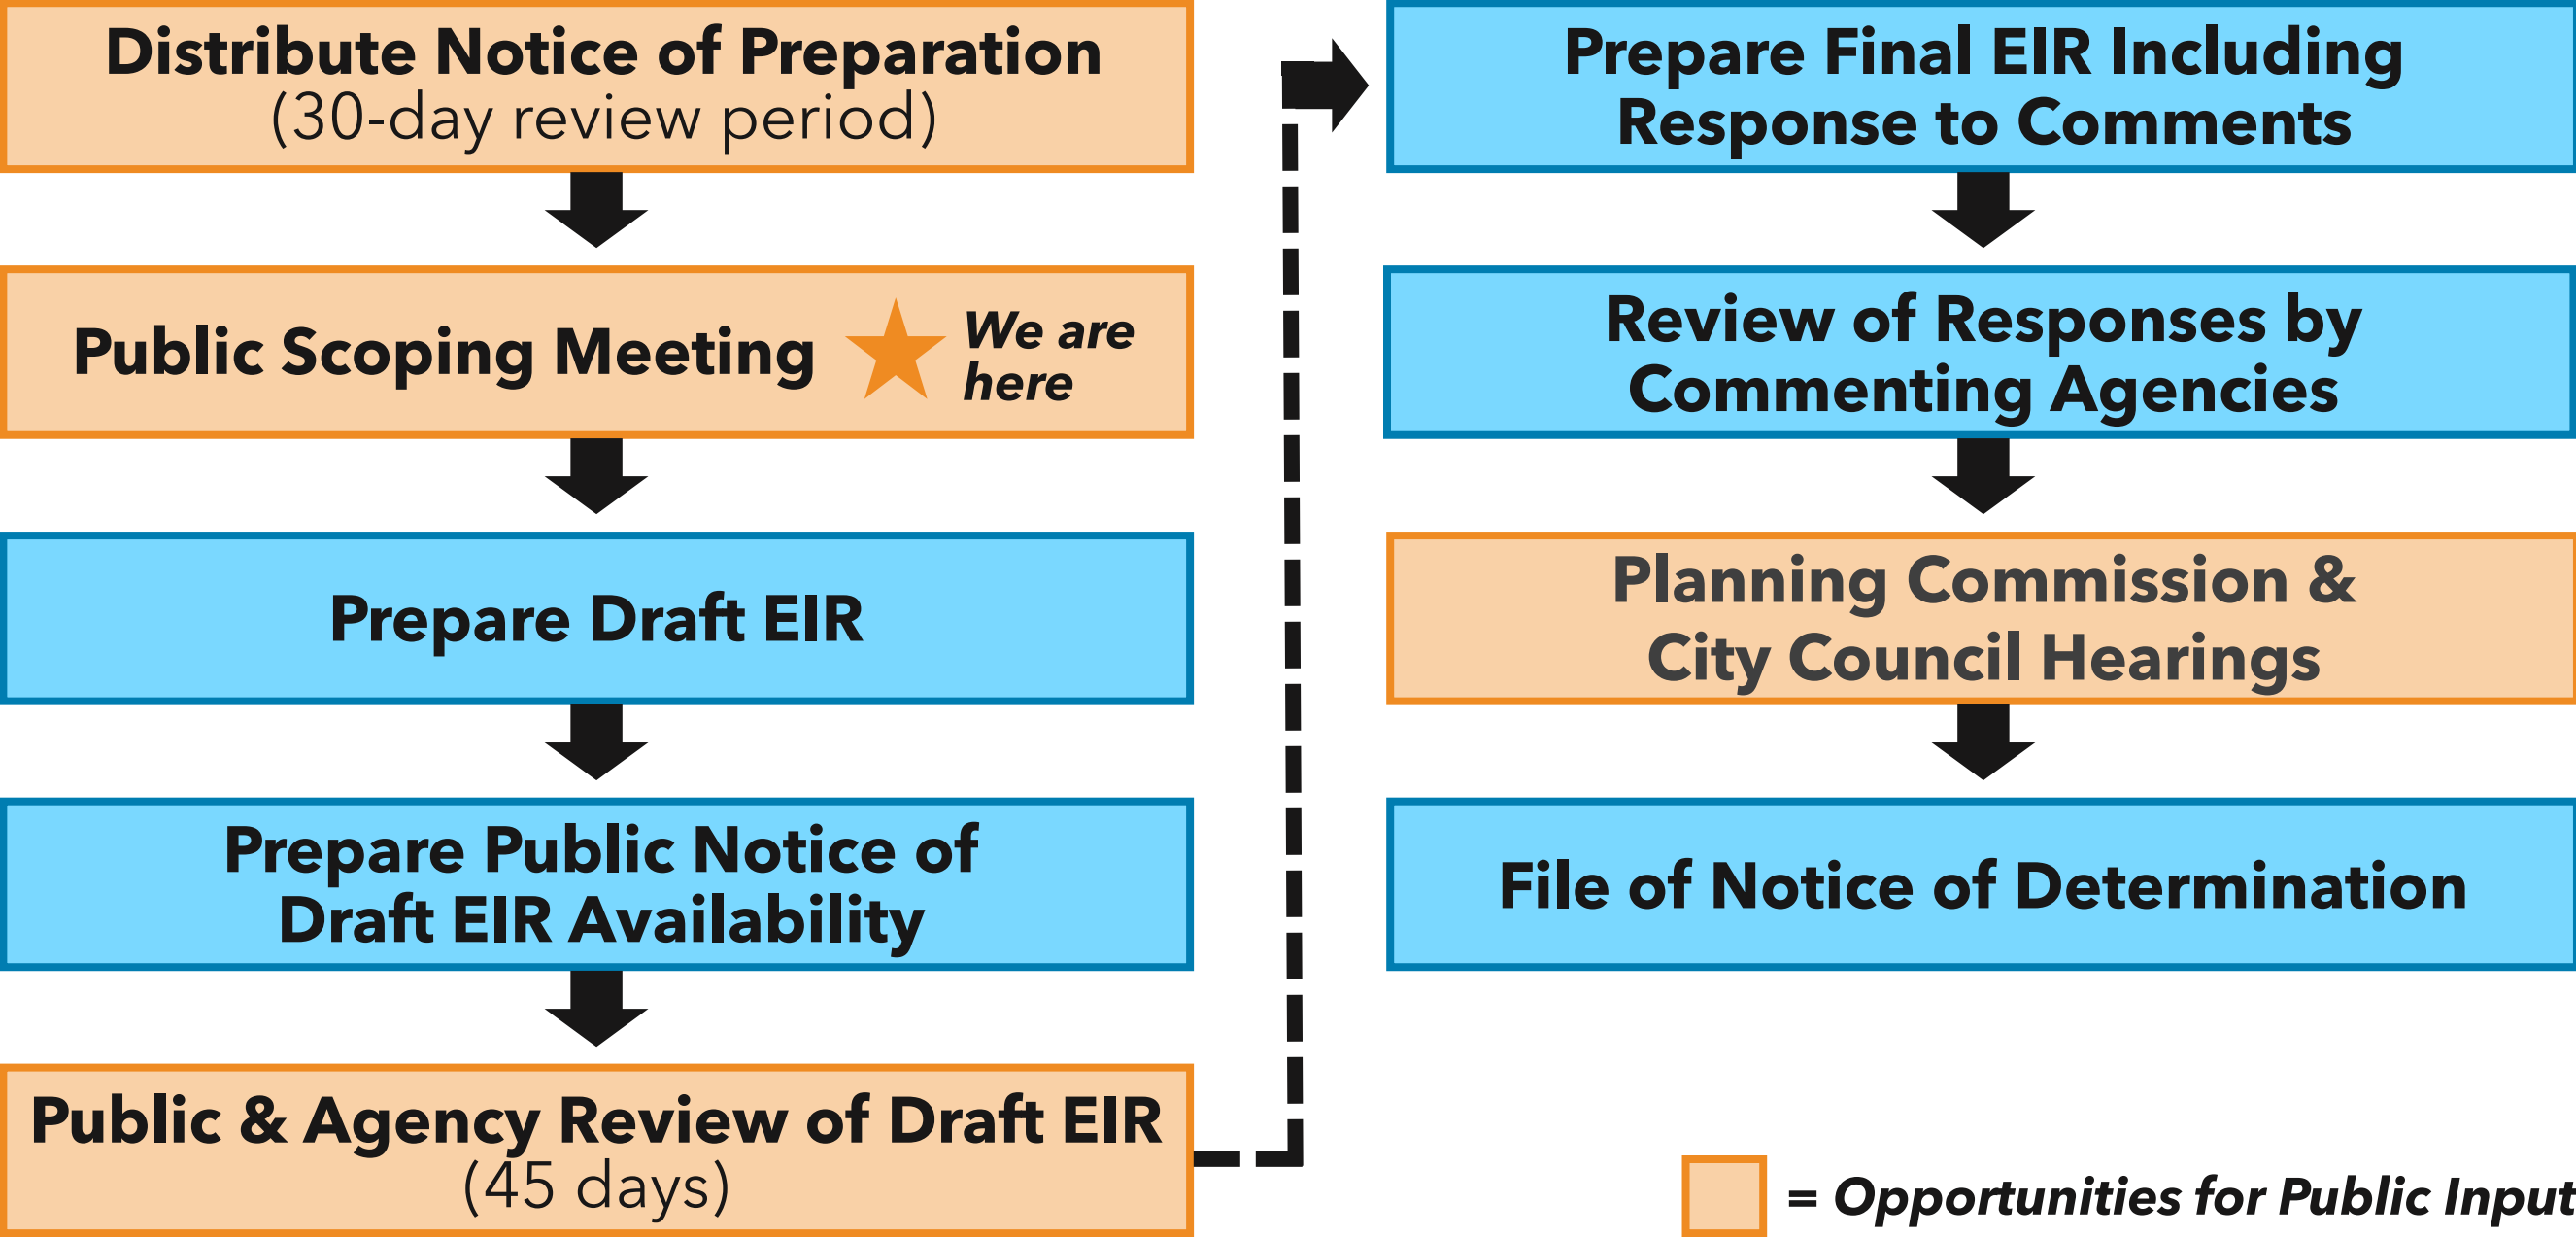 Distribute Notice of Preparation
(30-day review period)
Public Scoping Meeting
We are
here
Prepare Draft EIR
Prepare Public Notice of
Draft EIR Availability
Public & Agency Review of Draft EIR
(45 days)
Prepare Final EIR Including
Response to Comments
Review of Responses by
Commenting Agencies
Planning Commission &
City Council Hearings
File of Notice of Determination
= Opportunities for Public Input